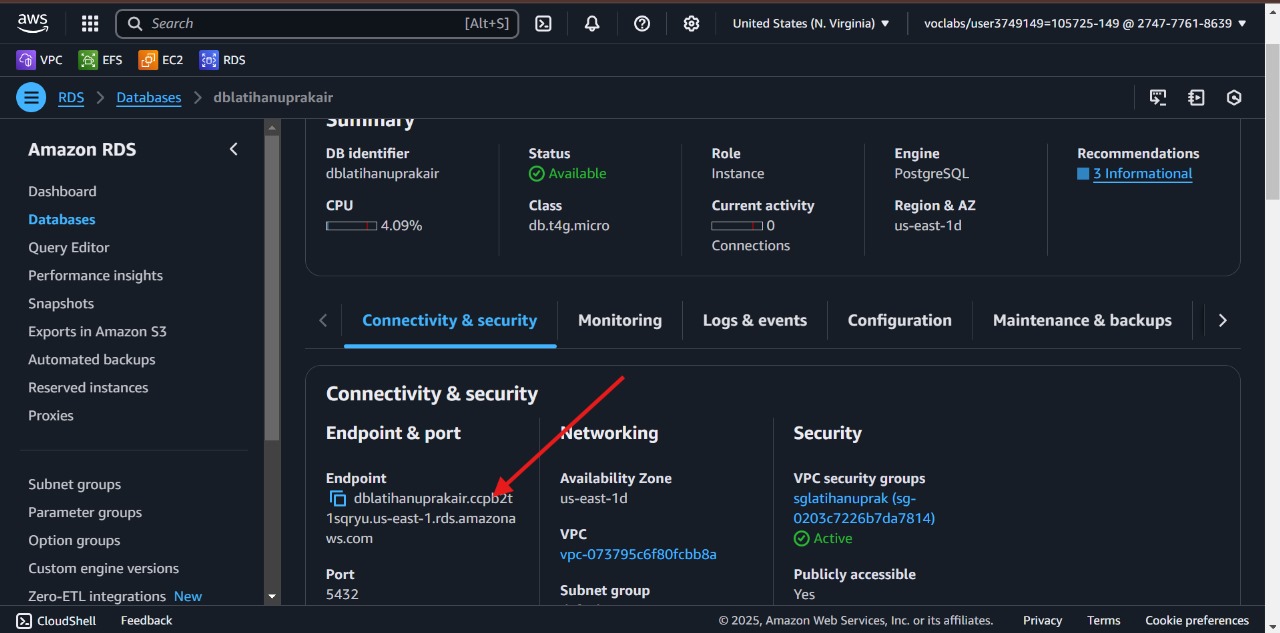 aws
Search [Alt+S]
United States (N. Virginia)
voclabs/user3749149=105725-149 @ 2747-7761-8639
VPC EFS EC2 RDS
RDS > Databases > dblatihanuprakair
Amazon RDS
Dashboard
Databases
Query Editor
Performance insights
Snapshots
Exports in Amazon S3
Automated backups
Reserved instances
Proxies
Subnet groups
Parameter groups
Option groups
Custom engine versions
Zero-ETL integrations New
Summary
DB identifier
dblatihanuprakair
CPU
4.09%
Status
Available
Class
db.t4g.micro
Role
Instance
Current activity
0
Connections
Engine
PostgreSQL
Region & AZ
us-east-1d
Recommendations
3 Informational
Connectivity & security
Monitoring
Logs & events
Configuration
Maintenance & backups
Connectivity & security
Endpoint & port
Endpoint
dblatihanuprakair.ccpb2t
1sqryu.us-east-1.rds.amazona
ws.com
Port
5432
Networking
Availability Zone
us-east-1d
VPC
vpc-073795c6f80fcbb8a
Subnet group
Security
VPC security groups
sglatihanuprak (sg-
0203c7226b7da7814)
Active
Publicly accessible
Yes
CloudShell
Feedback
© 2025, Amazon Web Services, Inc. or its affiliates.
Privacy
Terms
Cookie preferences